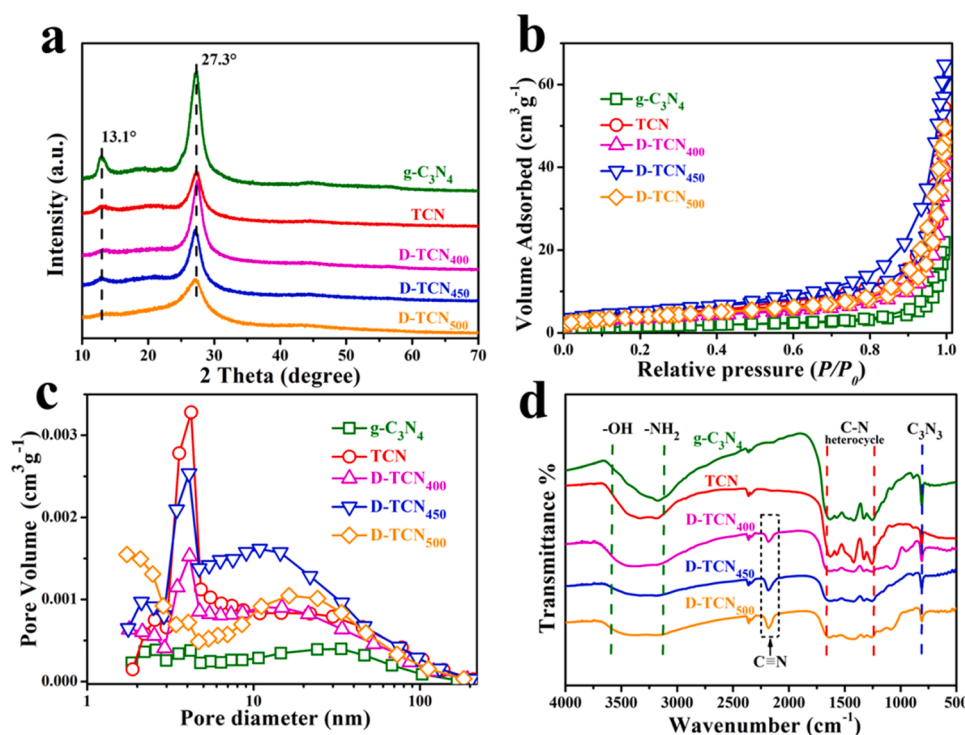 a
27.3°
13.1°
g-C₃N₄
TCN
D-TCN₄₀₀
D-TCN₄₅₀
D-TCN₅₀₀
Intensity (a.u.)
10 20 30 40 50 60 70
2 Theta (degree)
b
g-C₃N₄
TCN
D-TCN₄₀₀
D-TCN₄₅₀
D-TCN₅₀₀
Volume Adsorbed (cm³ g⁻¹)
60
40
20
0
0.0 0.2 0.4 0.6 0.8 1.0
Relative pressure (P/P₀)
c
g-C₃N₄
TCN
D-TCN₄₀₀
D-TCN₄₅₀
D-TCN₅₀₀
Pore Volume (cm³ g⁻¹)
0.003
0.002
0.001
0.000
1 10 100
Pore diameter (nm)
d
-OH
-NH₂
C-N
heterocycle
C₃N₃
g-C₃N₄
TCN
D-TCN₄₀₀
D-TCN₄₅₀
D-TCN₅₀₀
C≡N
Transmittance %
4000 3500 3000 2500 2000 1500 1000 500
Wavenumber (cm⁻¹)